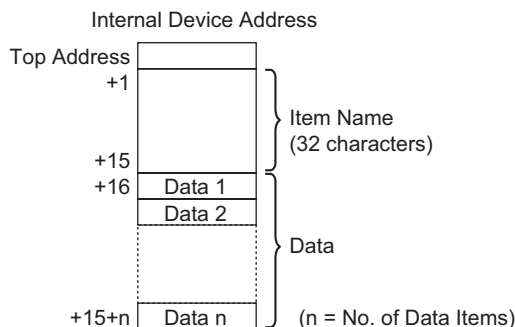 Internal Device Address
Top Address
+1
Item Name
(32 characters)
+15
+16 Data 1
Data 2
Data
+15+n Data n (n = No. of Data Items)